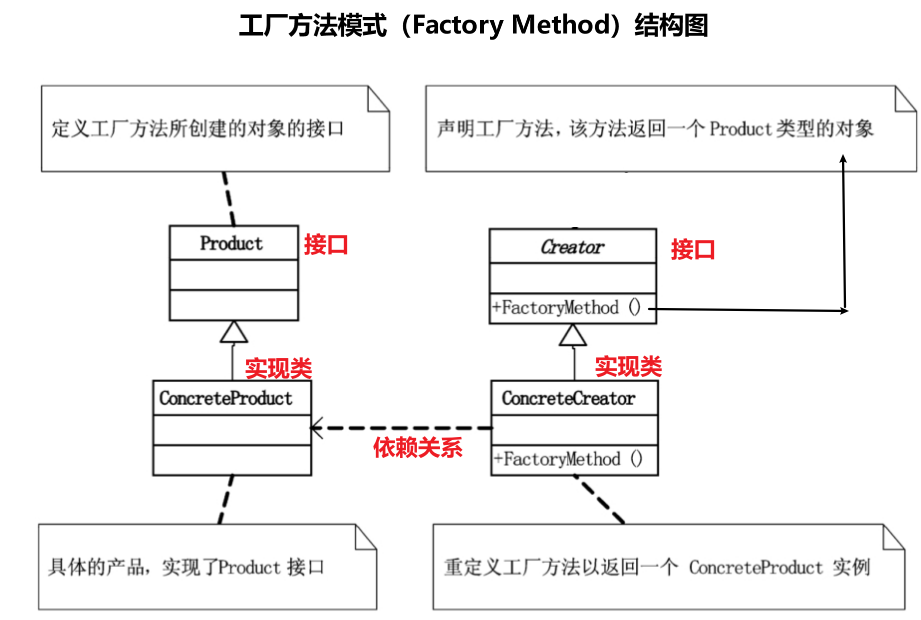 工厂方法模式（Factory Method）结构图
定义工厂方法所创建的对象的接口
声明工厂方法，该方法返回一个Product类型的对象
Product
接口
Creator
接口
+FactoryMethod ()
实现类
实现类
ConcreteProduct
ConcreteCreator
依赖关系
+FactoryMethod ()
具体的产品，实现了Product 接口
重定义工厂方法以返回一个 ConcreteProduct 实例